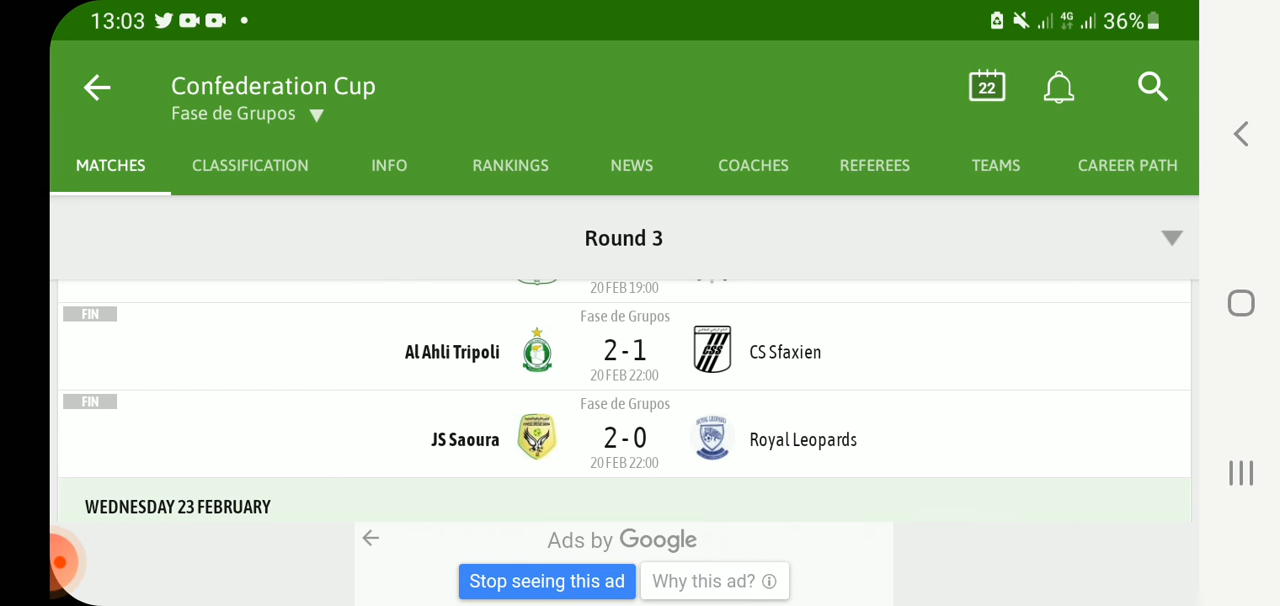 13:03
4G
36%
Confederation Cup
Fase de Grupos
22
MATCHES CLASSIFICATION INFO RANKINGS NEWS COACHES REFEREES TEAMS CAREER PATH
Round 3
20 FEB 19:00
FIN
Fase de Grupos
Al Ahli Tripoli 2-1 CSS CS Sfaxien
20 FEB 22:00
FIN
Fase de Grupos
JS Saoura 2-0 Royal Leopards
20 FEB 22:00
WEDNESDAY 23 FEBRUARY
Ads by Google
Stop seeing this ad Why this ad?